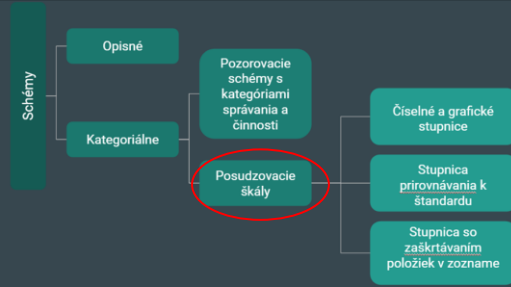 Schémy
Opisné
Kategoriálne
Pozorovacie
schémy s
kategóriami
správania a
činnosti
Posudzovacie
škály
Číselné a grafické
stupnice
Stupnica
prirovnávania k
štandardu
Stupnica so
zaškrtávaním
položiek v zozname